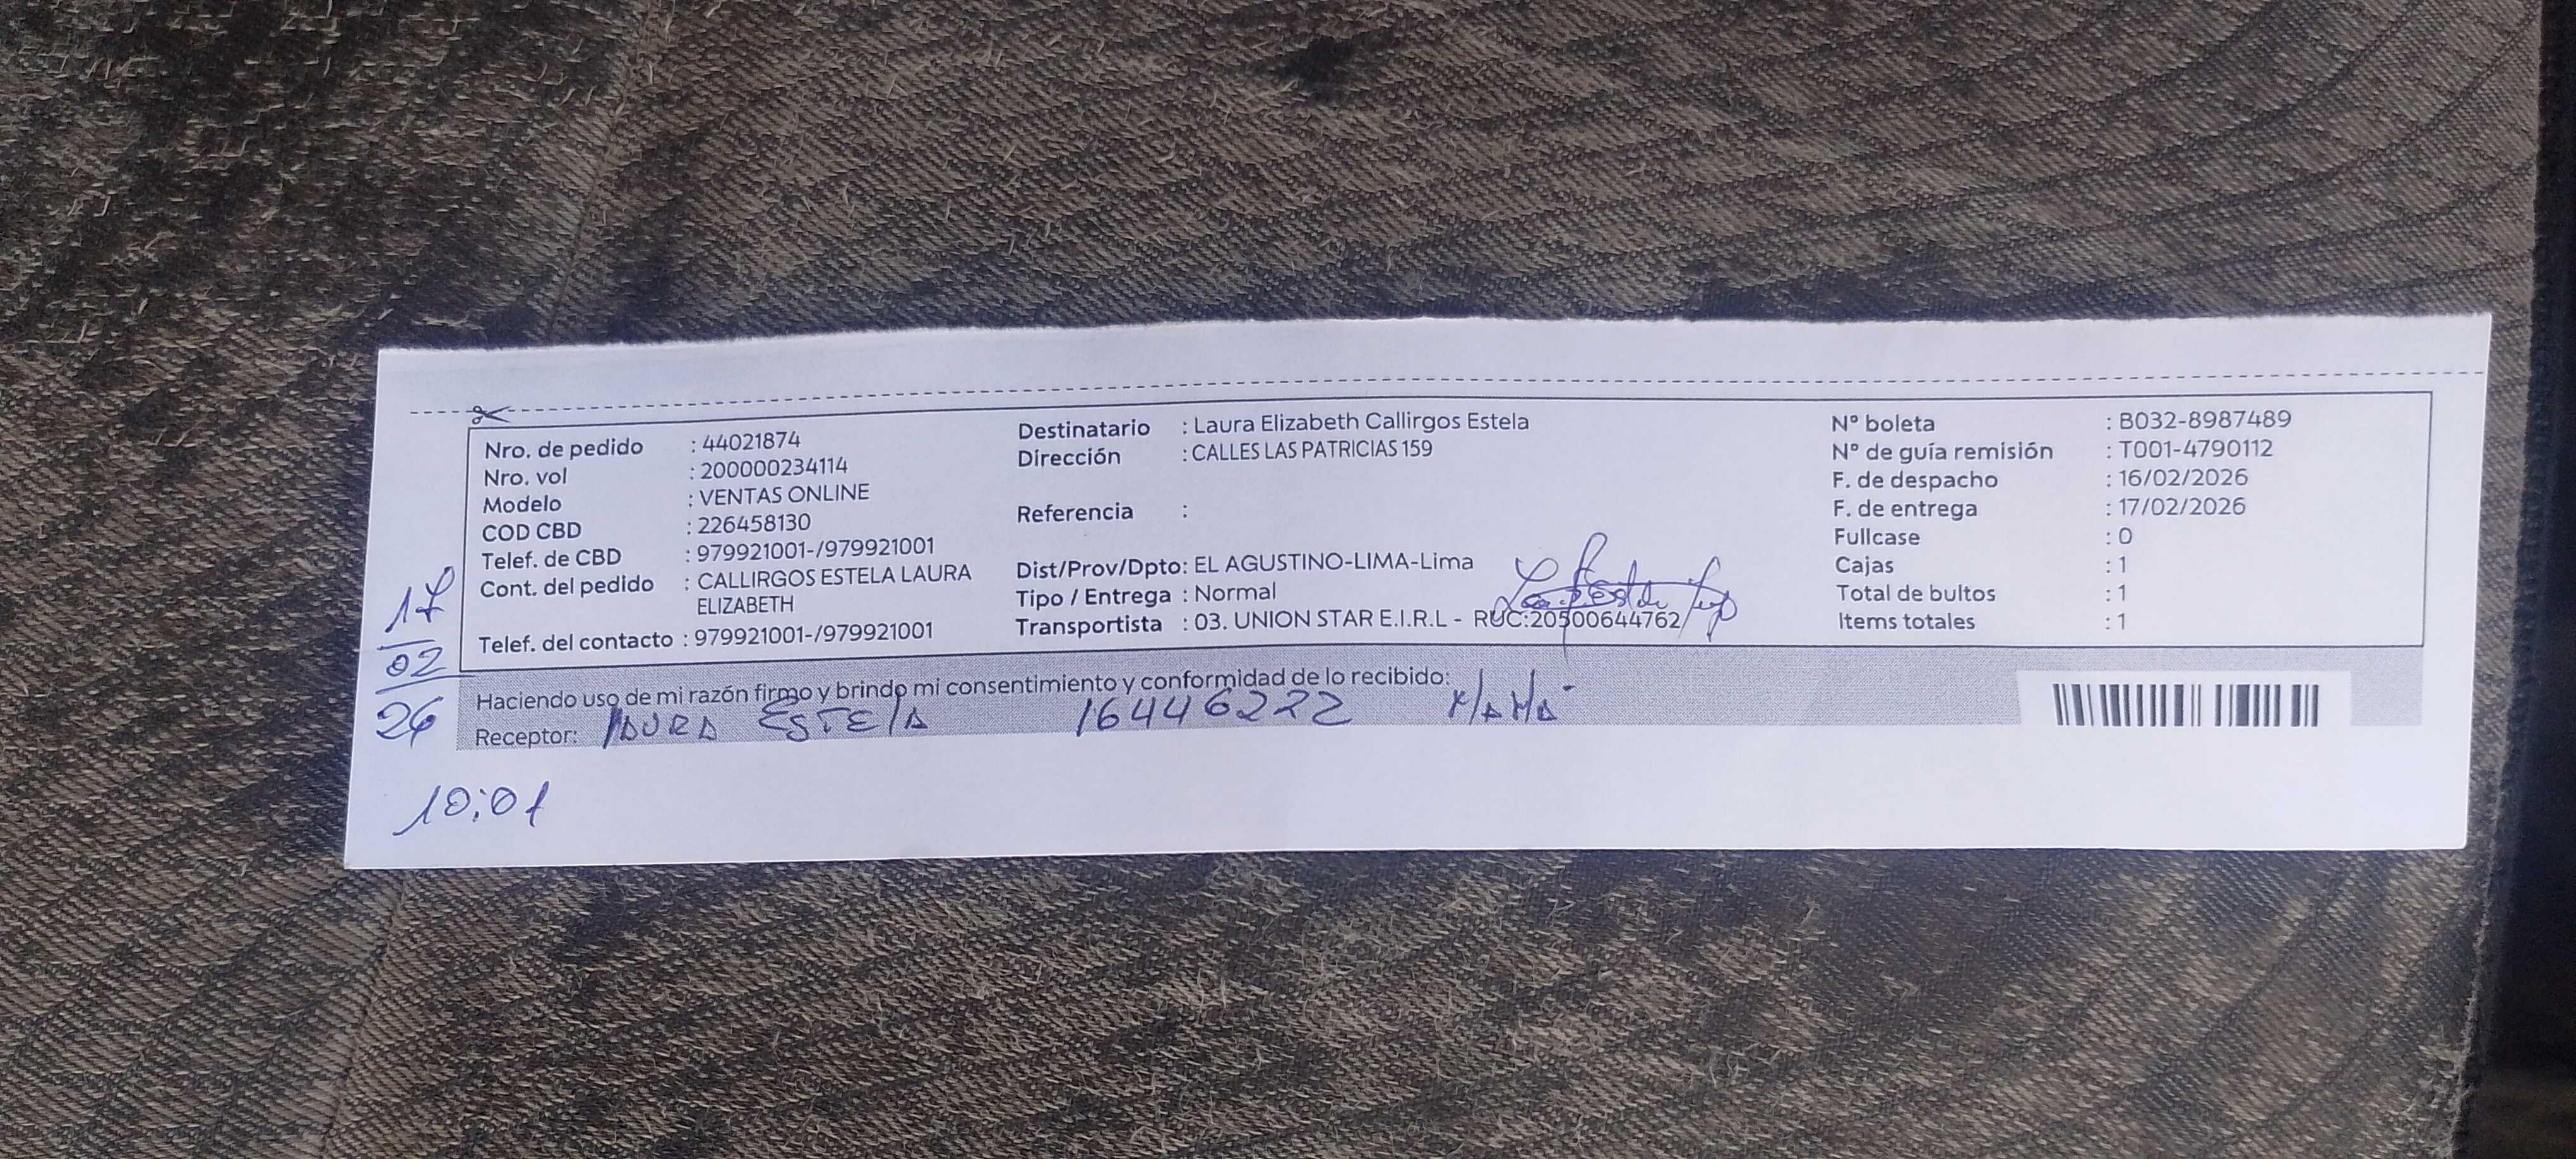 Nro. de pedido : 44021874
Nro. vol : 200000234114
Modelo : VENTAS ONLINE
COD CBD : 226458130
Telef. de CBD : 979921001-/979921001
Cont. del pedido : CALLIRGOS ESTELA LAURA
ELIZABETH
Telef. del contacto : 979921001-/979921001
Destinatario : Laura Elizabeth Callirgos Estela
Dirección : CALLES LAS PATRICIAS 159
Referencia :
Dist/Prov/Dpto: EL AGUSTINO-LIMA-Lima
Tipo / Entrega : Normal
Transportista : 03. UNION STAR E.I.R.L - RUC:20500644762
Nº boleta : B032-8987489
Nº de guía remisión : T001-4790112
F. de despacho : 16/02/2026
F. de entrega : 17/02/2026
Fullcase : 0
Cajas : 1
Total de bultos : 1
Items totales : 1
17
02
26
Haciendo uso de mi razón firmo y brindo mi consentimiento y conformidad de lo recibido:
Receptor: LAURA ESTELA 16446222 MAMÁ
10:01